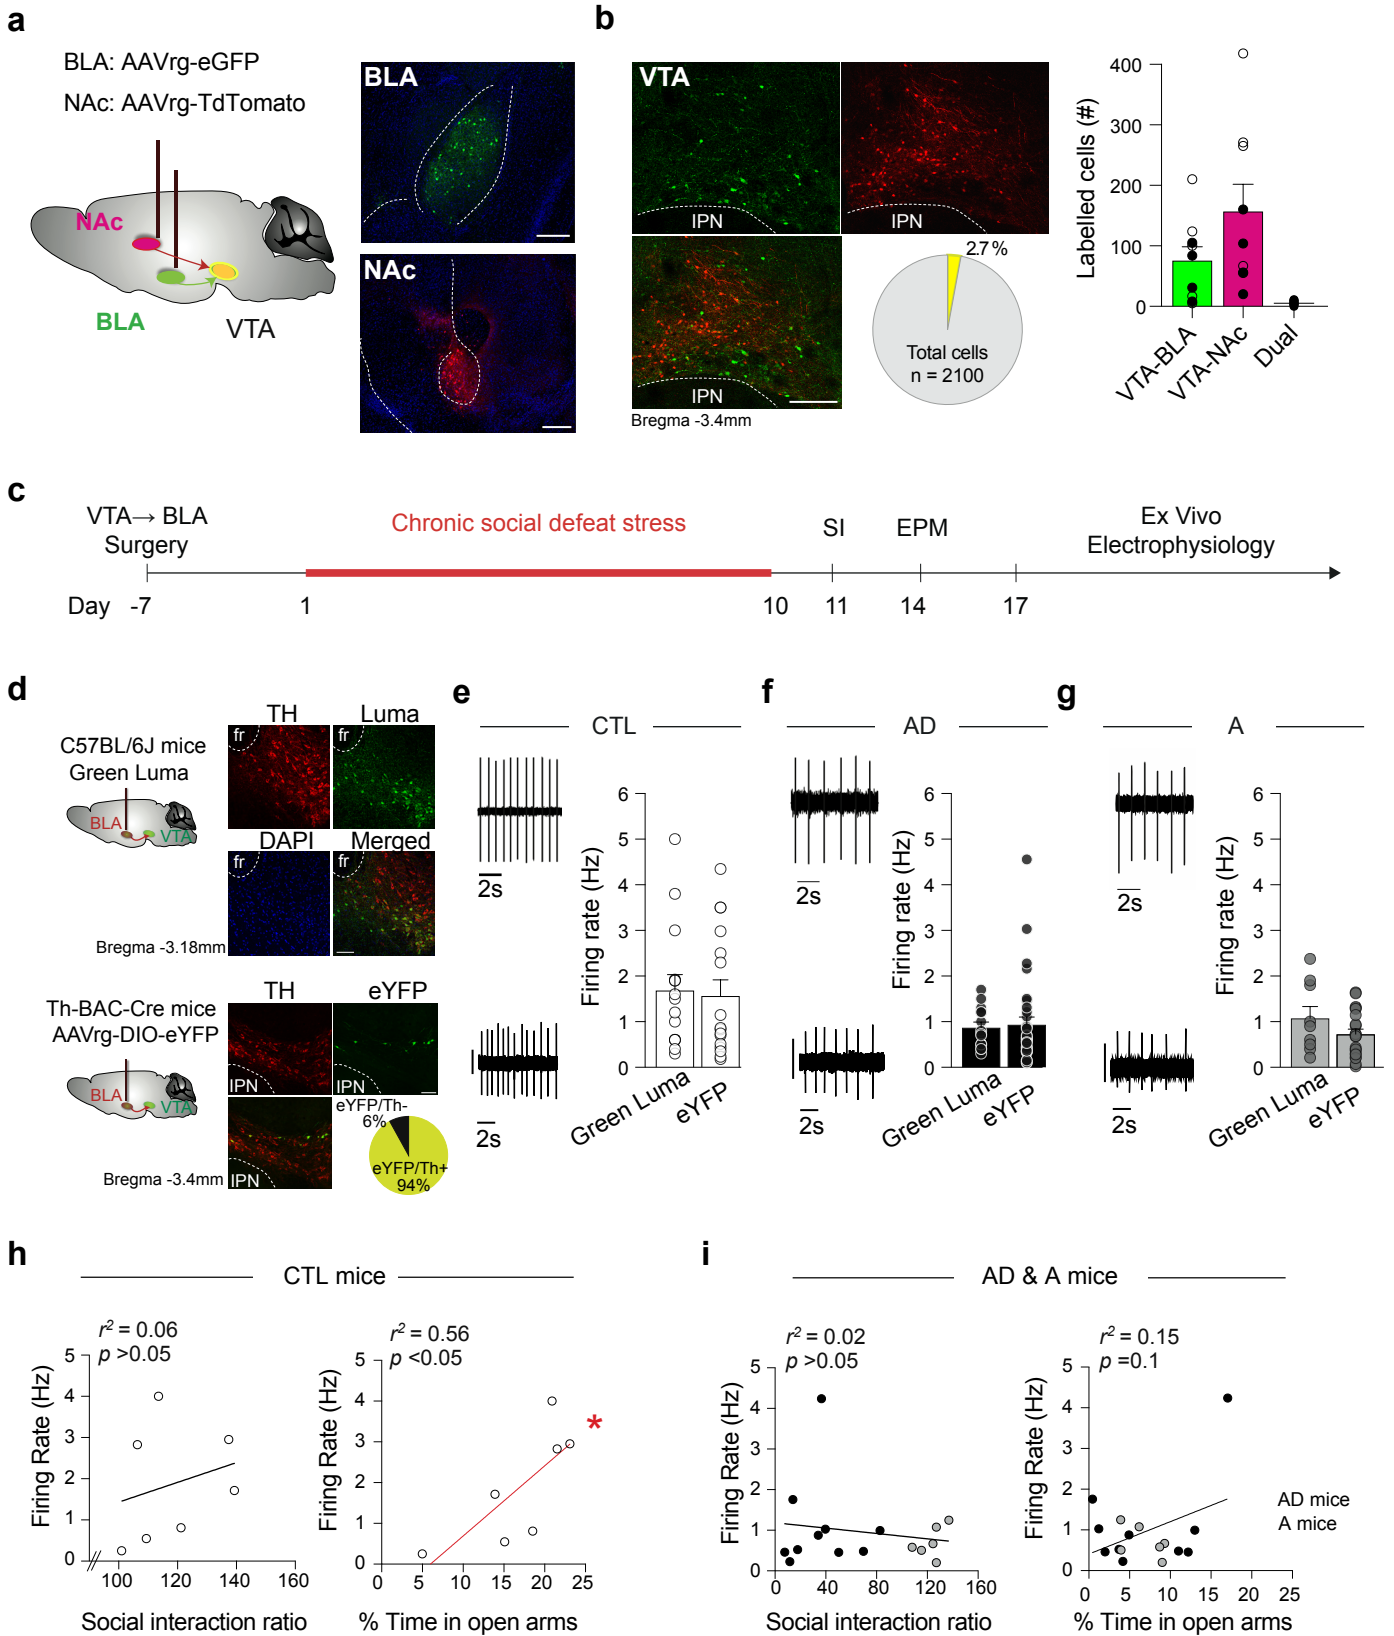 a
BLA: AAVrg-eGFP
NAc: AAVrg-TdTomato
NAc
BLA
VTA
BLA
NAc
b
VTA
IPN
IPN
IPN
Bregma -3.4mm
2.7 %
Total cells
n = 2100
Labelled cells (#)
400
300
200
100
0
VTA-BLA
VTA-NAc
Dual
c
VTA→ BLA
Surgery
Chronic social defeat stress
SI
EPM
Ex Vivo
Electrophysiology
Day -7 1 10 11 14 17
d
C57BL/6J mice
Green Luma
BLA
VTA
Bregma -3.18mm
TH
Luma
fr
DAPI
Merged
fr
fr
Th-BAC-Cre mice
AAVrg-DIO-eYFP
BLA
VTA
Bregma -3.4mm
TH
eYFP
IPN
IPN
IPN
eYFP/Th-
6%
eYFP/Th+
94%
e
CTL
2s
2s
Firing rate (Hz)
6
5
4
3
2
1
0
Green Luma
eYFP
f
AD
2s
2s
Firing rate (Hz)
6
5
4
3
2
1
0
Green Luma
eYFP
g
A
2s
2s
Firing rate (Hz)
6
5
4
3
2
1
0
Green Luma
eYFP
h
CTL mice
r² = 0.06
p >0.05
Firing Rate (Hz)
5
4
3
2
1
0
100 120 140 160
Social interaction ratio
r² = 0.56
p <0.05
Firing Rate (Hz)
5
4
3
2
1
0
0 5 10 15 20 25
% Time in open arms
*
i
AD & A mice
r² = 0.02
p >0.05
Firing Rate (Hz)
5
4
3
2
1
0
0 40 80 120 160
Social interaction ratio
r² = 0.15
p =0.1
Firing Rate (Hz)
5
4
3
2
1
0
0 5 10 15 20 25
% Time in open arms
AD mice
A mice